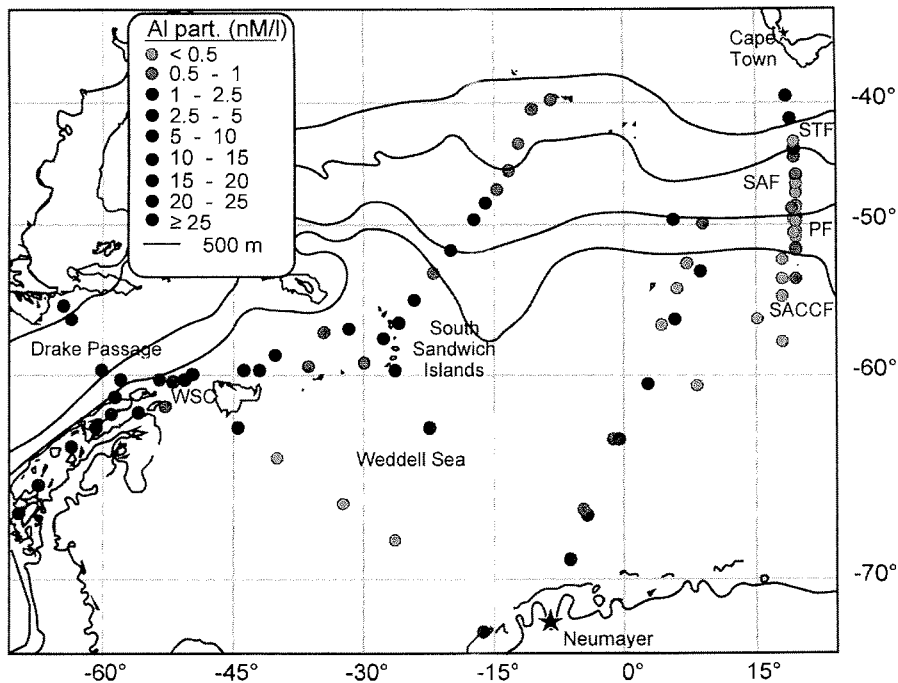 Al part. (nM/l)
< 0.5
0.5 - 1
1 - 2.5
2.5 - 5
5 - 10
10 - 15
15 - 20
20 - 25
≥ 25
500 m
Cape
Town
-40°
STF
SAF
-50°
PF
SACCF
Drake Passage
South
Sandwich
Islands
-60°
WSC
Weddell Sea
-70°
Neumayer
-60° -45° -30° -15° 0° 15°